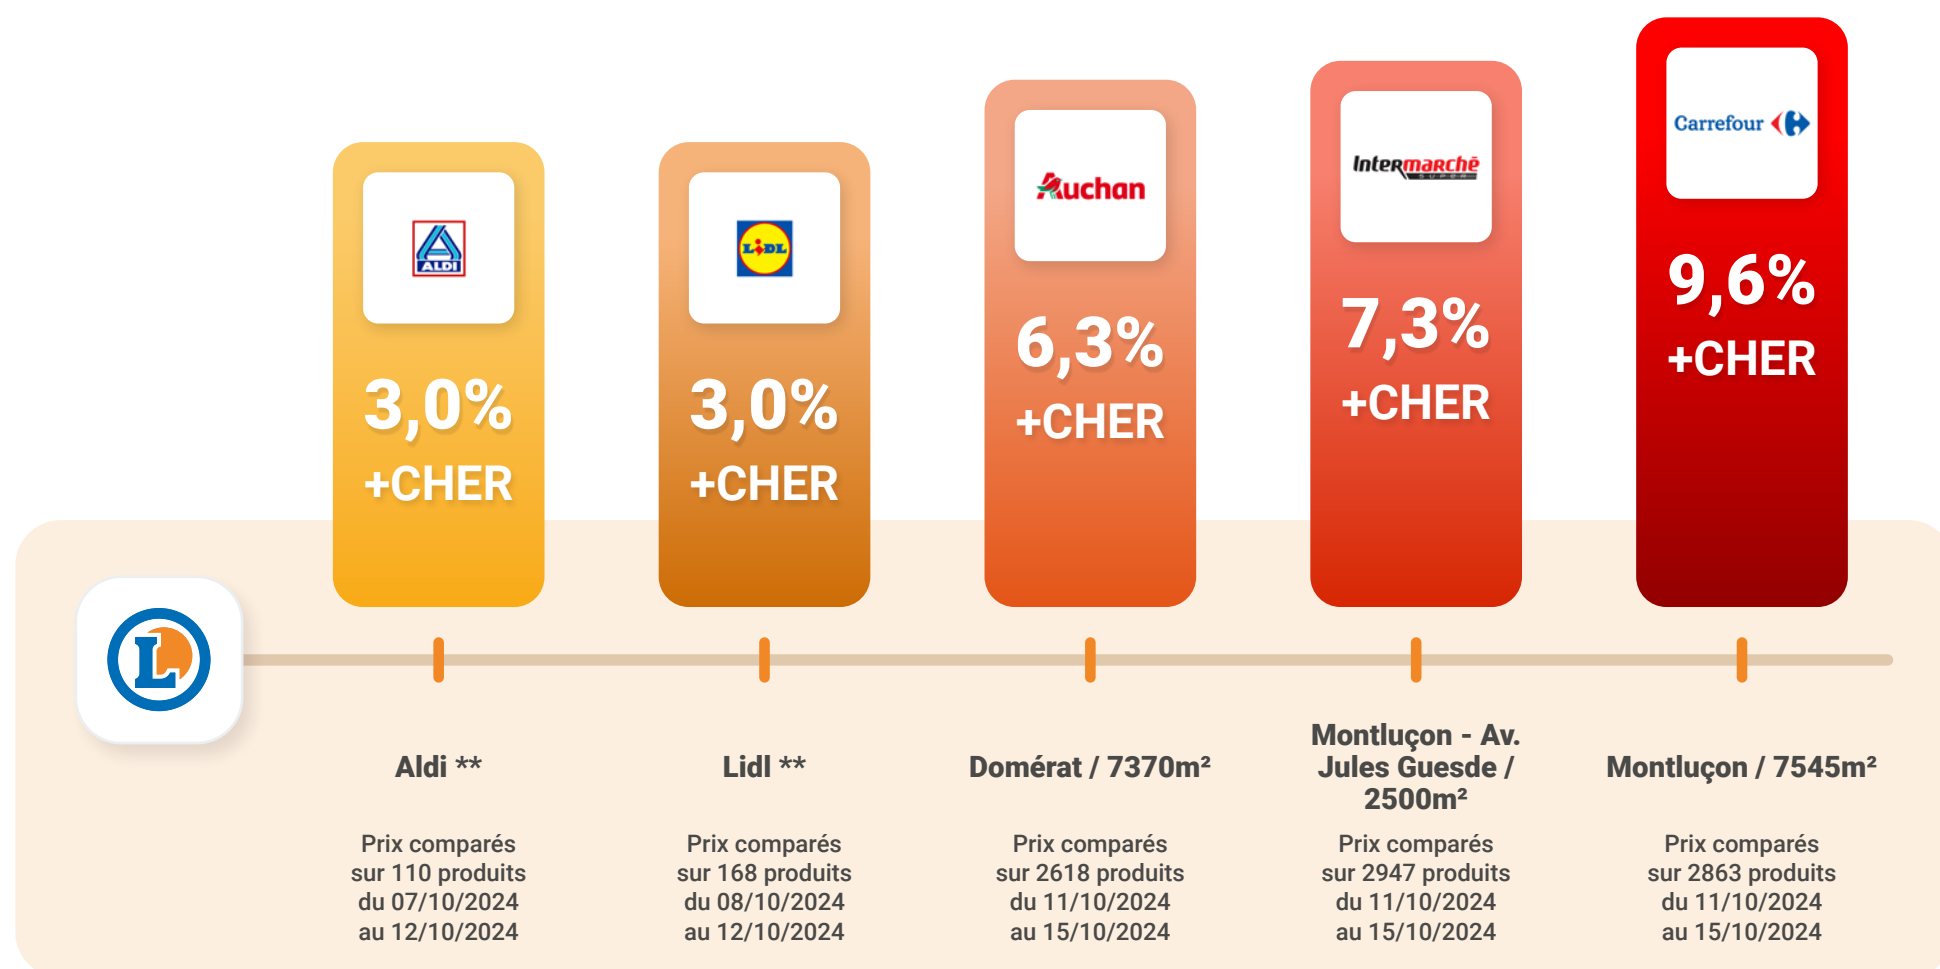 ALDI
3,0%
+CHER
LIDL
3,0%
+CHER
Auchan
6,3%
+CHER
Intermarché
SUPER
7,3%
+CHER
Carrefour
9,6%
+CHER
L
Aldi **
Prix comparés
sur 110 produits
du 07/10/2024
au 12/10/2024
Lidl **
Prix comparés
sur 168 produits
du 08/10/2024
au 12/10/2024
Domérat / 7370m²
Prix comparés
sur 2618 produits
du 11/10/2024
au 15/10/2024
Montluçon - Av.
Jules Guesde /
2500m²
Prix comparés
sur 2947 produits
du 11/10/2024
au 15/10/2024
Montluçon / 7545m²
Prix comparés
sur 2863 produits
du 11/10/2024
au 15/10/2024